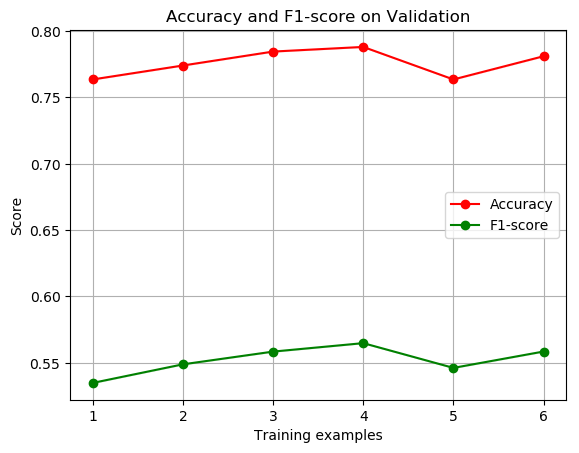 Accuracy and F1-score on Validation
0.80
0.75
0.70
0.65
0.60
0.55
Score
Accuracy
F1-score
1 2 3 4 5 6
Training examples